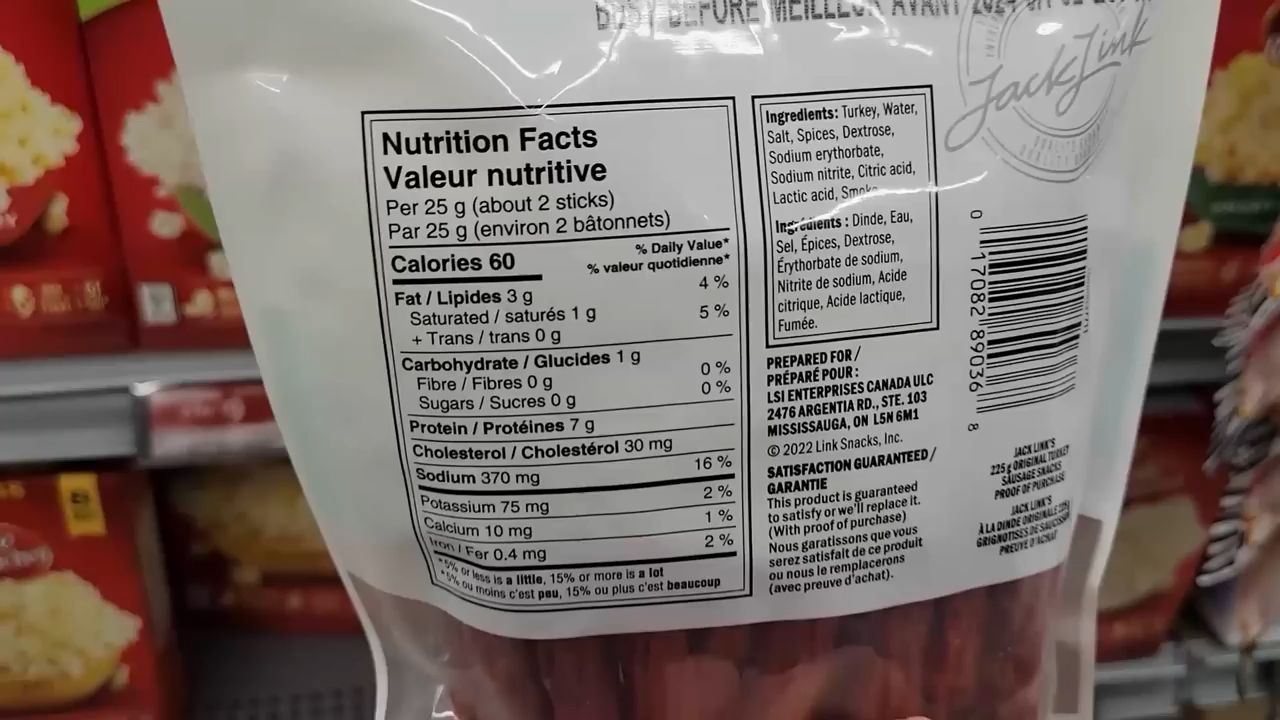 BEST BEFORE MEILLEUR AVANT 2024
Jack Link
Nutrition Facts
Valeur nutritive
Per 25 g (about 2 sticks)
Par 25 g (environ 2 bâtonnets)
% Daily Value*
% valeur quotidienne*
Calories 60
Fat / Lipides 3 g 4 %
Saturated / saturés 1 g 5 %
+ Trans / trans 0 g
Carbohydrate / Glucides 1 g
Fibre / Fibres 0 g 0 %
Sugars / Sucres 0 g 0 %
Protein / Protéines 7 g
Cholesterol / Cholestérol 30 mg
Sodium 370 mg 16 %
Potassium 75 mg 2 %
Calcium 10 mg 1 %
Iron / Fer 0.4 mg 2 %
*5% or less is a little, 15% or more is a lot
*5% ou moins c'est peu, 15% ou plus c'est beaucoup
Ingredients: Turkey, Water,
Salt, Spices, Dextrose,
Sodium erythorbate,
Sodium nitrite, Citric acid,
Lactic acid, Smoke
Ingrédients : Dinde, Eau,
Sel, Épices, Dextrose,
Érythorbate de sodium,
Nitrite de sodium, Acide
citrique, Acide lactique,
Fumée.
PREPARED FOR /
PRÉPARÉ POUR :
LSI ENTERPRISES CANADA ULC
2476 ARGENTIA RD., STE. 103
MISSISSAUGA, ON L5N 6M1
© 2022 Link Snacks, Inc.
SATISFACTION GUARANTEED /
GARANTIE
This product is guaranteed
to satisfy or we'll replace it.
(With proof of purchase)
Nous garatissons que vous
serez satisfait de ce produit
ou nous le remplacerons
(avec preuve d'achat).
0 17082 89036 8
JACK LINK'S
225 g ORIGINAL TURKEY
SAUSAGE SNACKS
PROOF OF PURCHASE
JACK LINK'S
À LA DINDE ORIGINALE 225 g
GRIGNOTISES DE SAUCISSON
PREUVE D'ACHAT